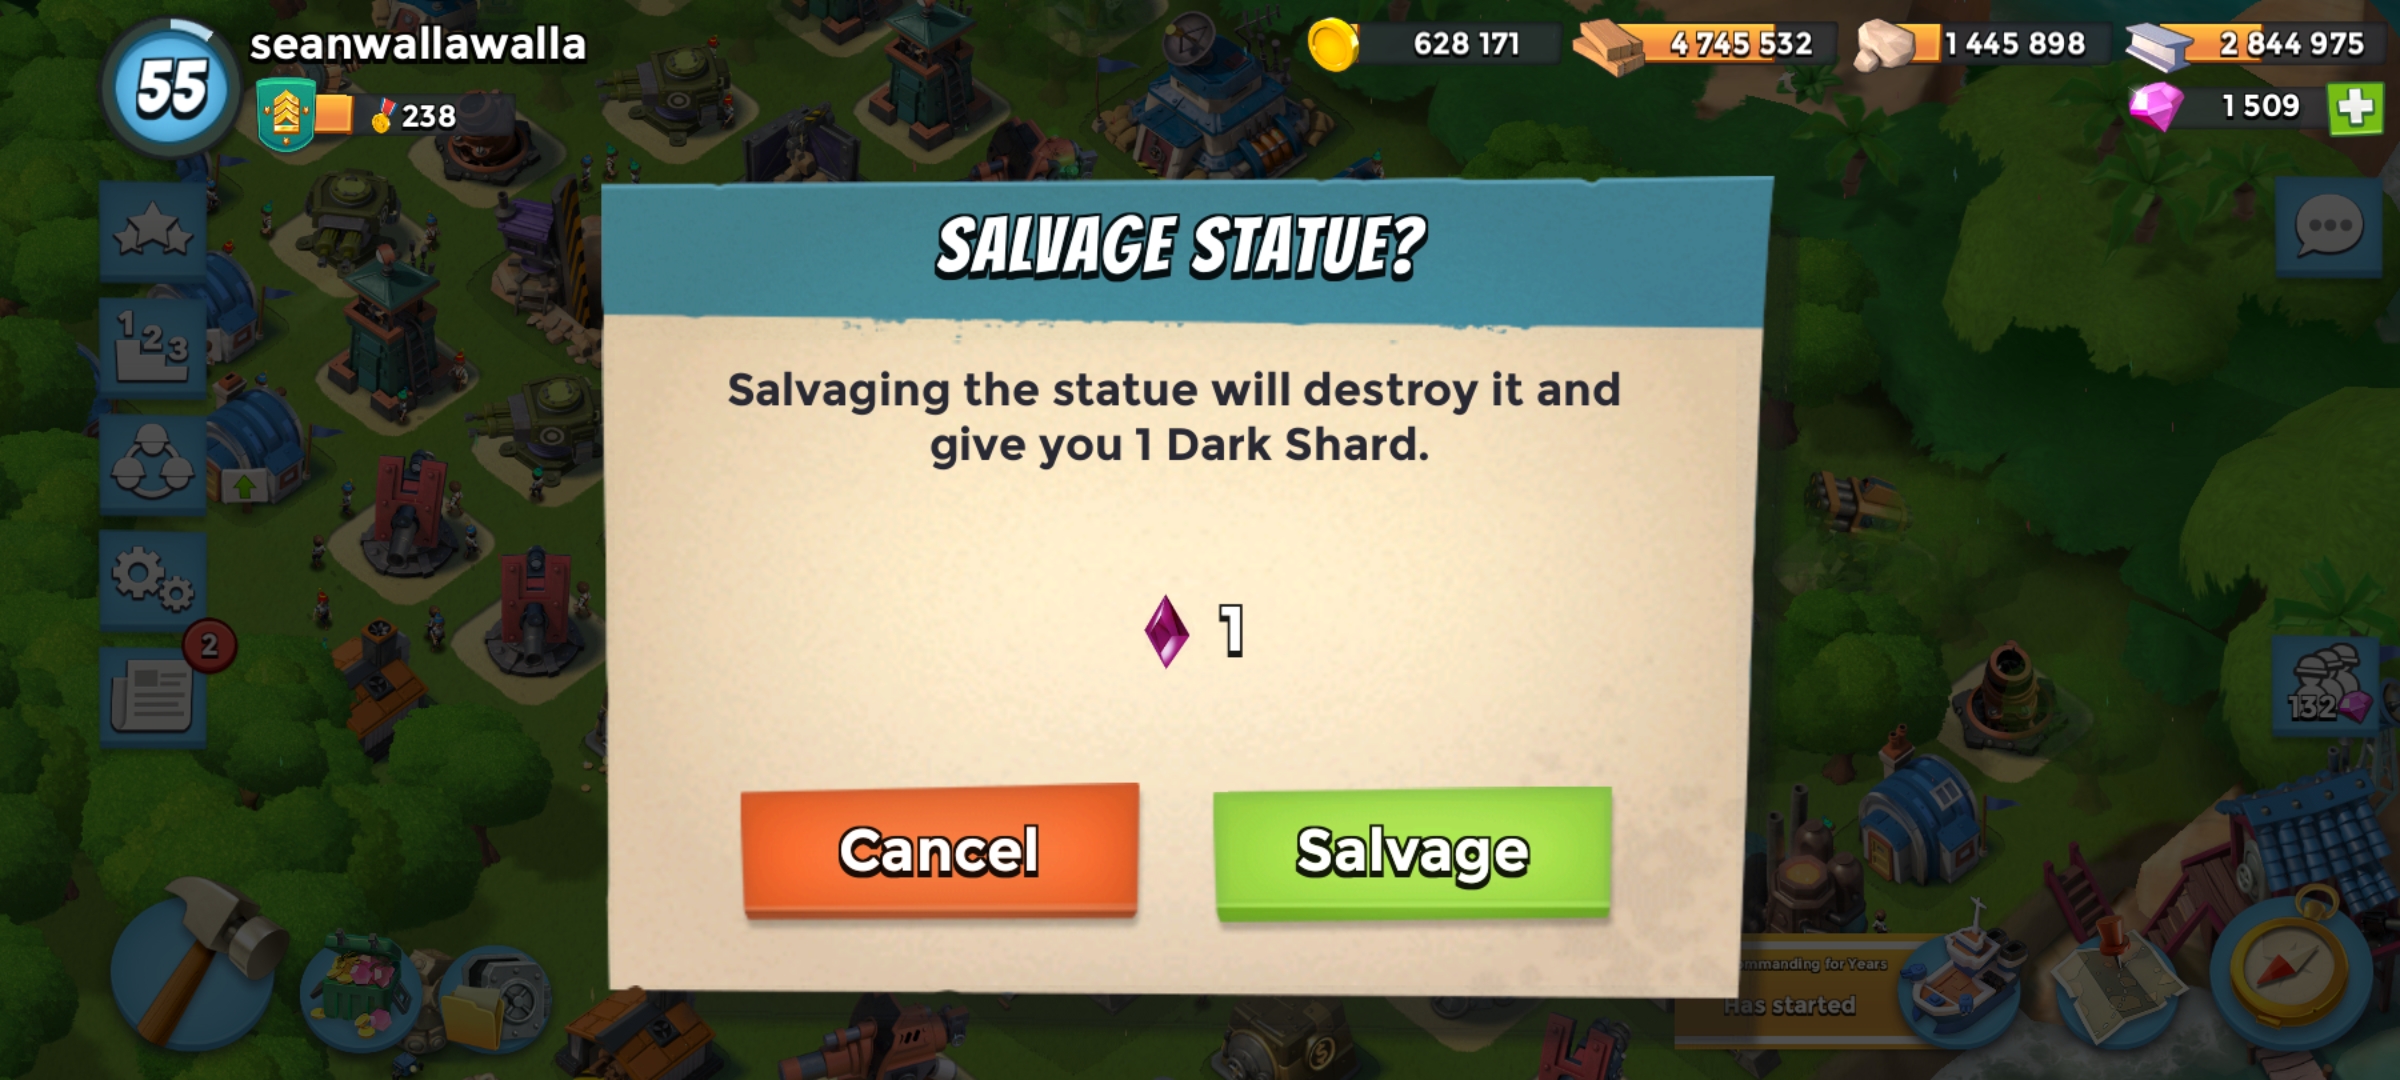 55
seanwallawalla
238
628 171
4 745 532
1 445 898
2 844 975
1 509
SALVAGE STATUE?
Salvaging the statue will destroy it and
give you 1 Dark Shard.
1
Cancel
Salvage
1 2 3
2
132
mmanding for Years
Has started